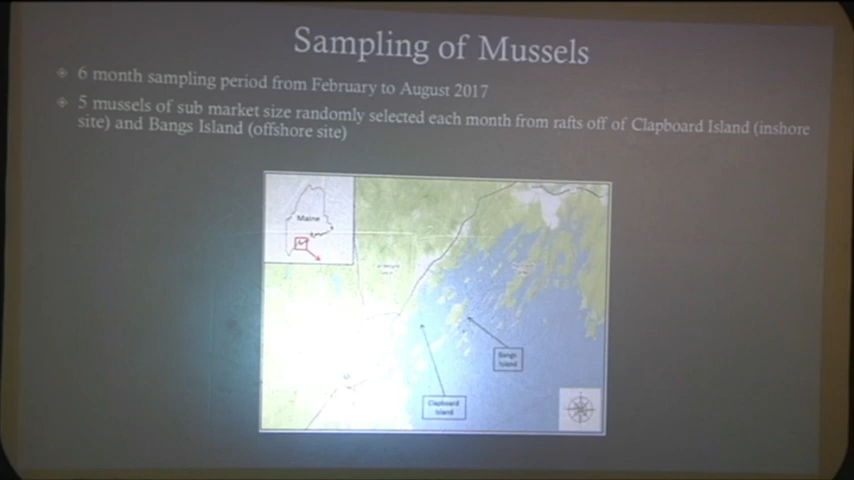 Sampling of Mussels
6 month sampling period from February to August 2017
5 mussels of sub market size randomly selected each month from rafts off of Clapboard Island (inshore
site) and Bangs Island (offshore site)
Maine
Bangs
Island
Clapboard
Island